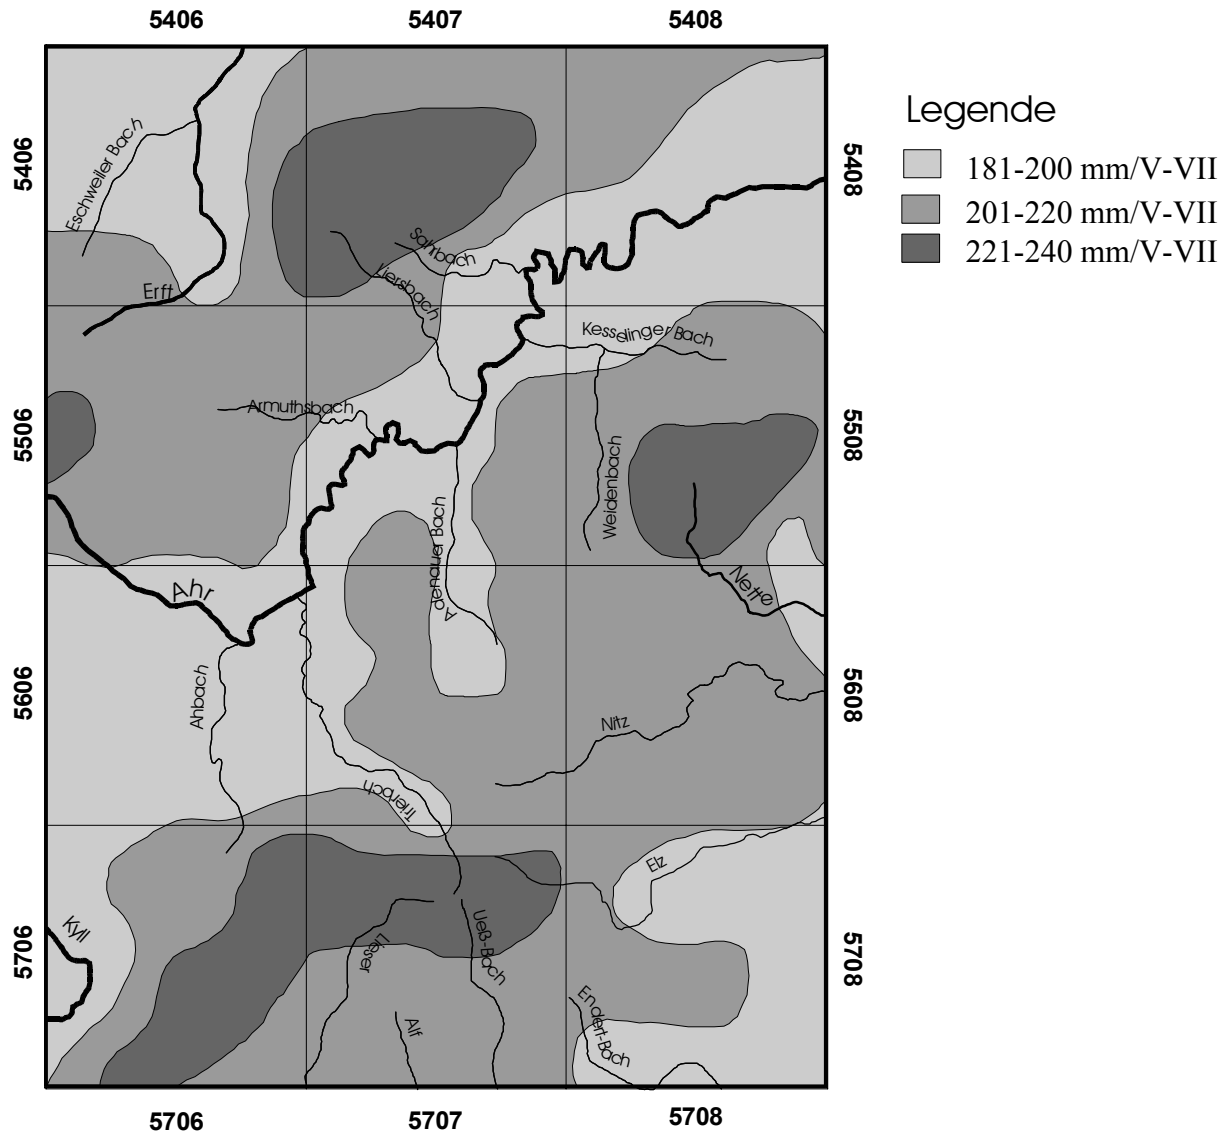 5406
5407
5408
Legende
181-200 mm/V-VII
201-220 mm/V-VII
221-240 mm/V-VII
5406
5408
Eschweiler Bach
Sahrbach
Liersbach
Erft
Kesselinger Bach
Armuthsbach
5506
5508
Weidenbach
Adenauer Bach
Nette
Ahr
Ahbach
5606
5608
Nitz
Trierbach
Elz
Kyll
Ueß-Bach
Lieser
5706
5708
Endert-Bach
Alf
5706
5707
5708